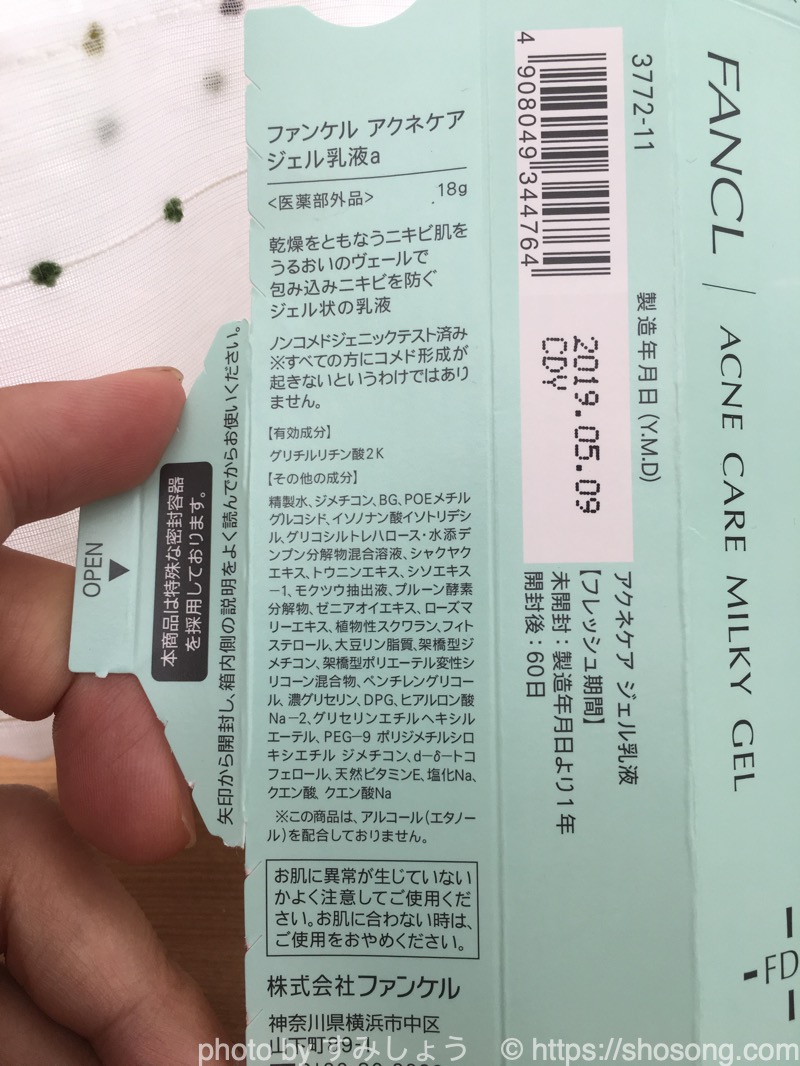 ファンケル アクネケア
ジェル乳液a
<医薬部外品> 18g
乾燥をともなうニキビ肌を
うるおいのヴェールで
包み込みニキビを防ぐ
ジェル状の乳液
ノンコメドジェニックテスト済み
※すべての方にコメド形成が
起きないというわけではあり
ません。
【有効成分】
グリチルリチン酸2K
【その他の成分】
精製水、ジメチコン、BG、POEメチル
グルコシド、イソノナン酸イソトリデシ
ル、グリコシルトレハロース・水添デ
ンプン分解物混合溶液、シャクヤク
エキス、トウニンエキス、シソエキス
-1、モクツウ抽出液、プルーン酵素
分解物、ゼニアオイエキス、ローズマ
リーエキス、植物性スクワラン、フィト
ステロール、大豆リン脂質、架橋型ジ
メチコン、架橋型ポリエーテル変性シ
リコーン混合物、ペンチレングリコー
ル、濃グリセリン、DPG、ヒアルロン酸
Na-2、グリセリンエチルヘキシル
エーテル、PEG-9 ポリジメチルシロ
キシエチル ジメチコン、d-δ-トコ
フェロール、天然ビタミンE、塩化Na、
クエン酸、クエン酸Na
※この商品は、アルコール(エタノー
ル)を配合しておりません。
お肌に異常が生じていない
かよく注意してご使用くだ
さい。お肌に合わない時は、
ご使用をおやめください。
株式会社ファンケル
神奈川県横浜市中区
山下町89-1
OPEN
本商品は特殊な密封容器
を採用しております。
矢印から開封し、箱内側の説明をよく読んでからお使いください。
3772-11
4 908049 344764
製造年月日(Y.M.D)
2019.05.09
CDY
アクネケア ジェル乳液
【フレッシュ期間】
未開封:製造年月日より1年
開封後:60日
FANCL / ACNE CARE MILKY GEL
FD
photo by すみしょう © https://shosong.com